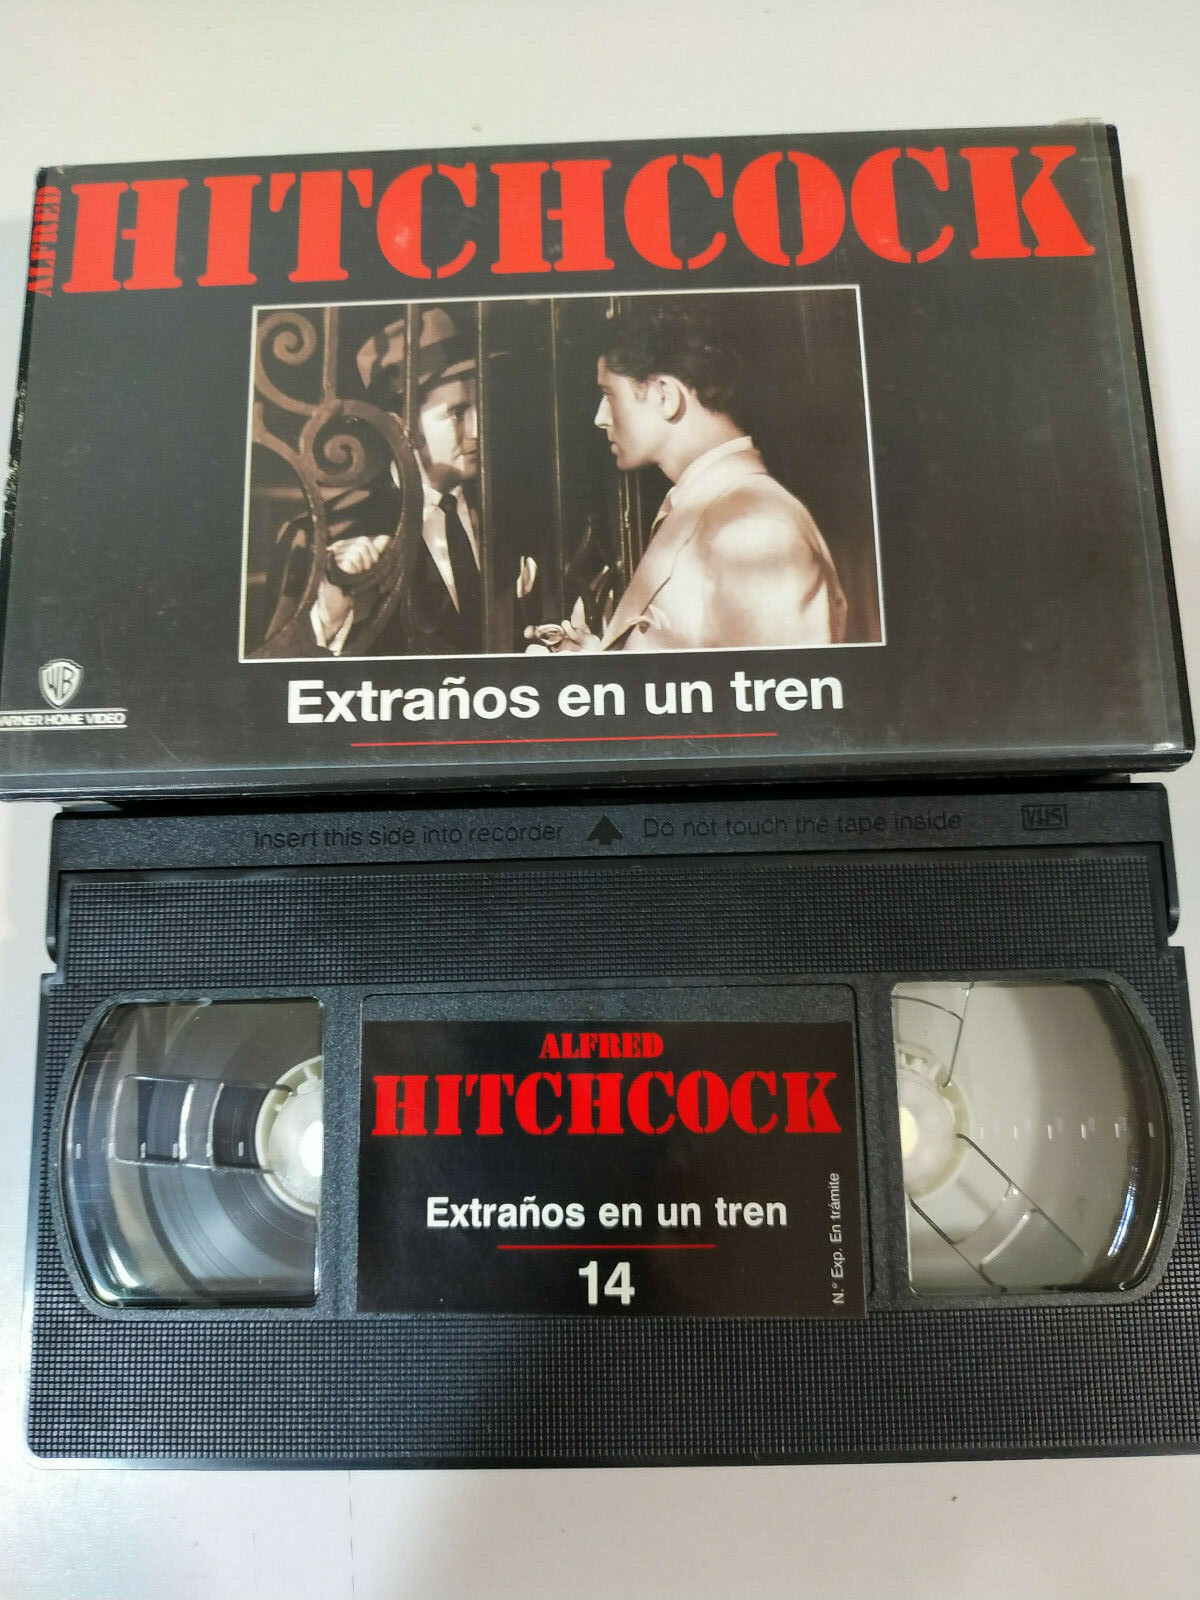 ALFRED
HITCHCOCK
WB
WARNER HOME VIDEO
Extraños en un tren
Insert this side into recorder Do not touch the tape inside VHS
ALFRED
HITCHCOCK
Extraños en un tren
14
N.º Exp. En trámite